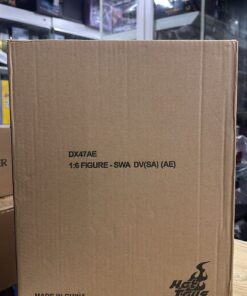 DX47AE
1:6 FIGURE - SWA DV(SA) (AE)
MADE IN CHINA
Hot Toys